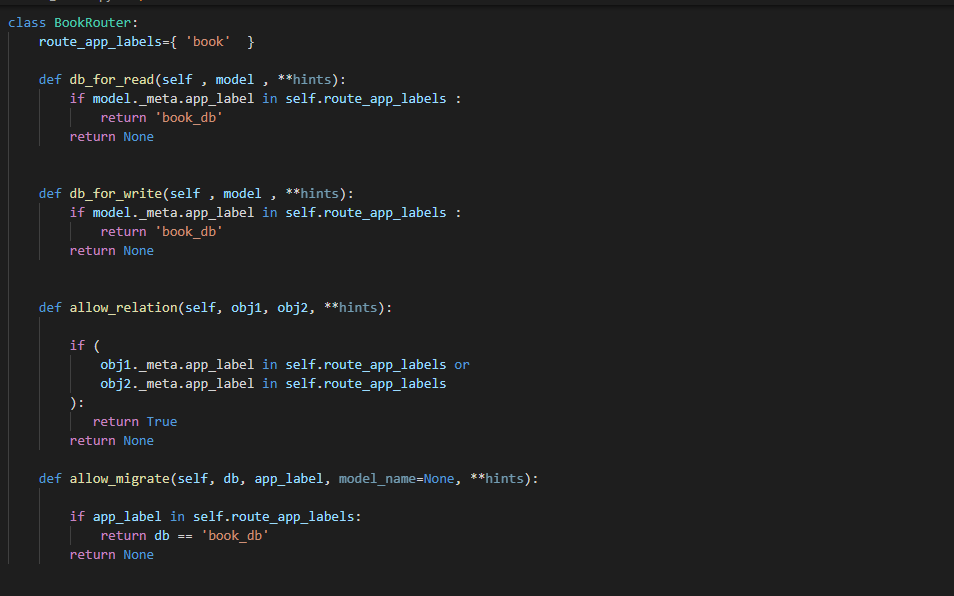 class BookRouter:
    route_app_labels={ 'book'  }

    def db_for_read(self , model , **hints):
        if model._meta.app_label in self.route_app_labels :
            return 'book_db'
        return None


    def db_for_write(self , model , **hints):
        if model._meta.app_label in self.route_app_labels :
            return 'book_db'
        return None


    def allow_relation(self, obj1, obj2, **hints):

        if (
            obj1._meta.app_label in self.route_app_labels or
            obj2._meta.app_label in self.route_app_labels
        ):
           return True
        return None

    def allow_migrate(self, db, app_label, model_name=None, **hints):

        if app_label in self.route_app_labels:
            return db == 'book_db'
        return None